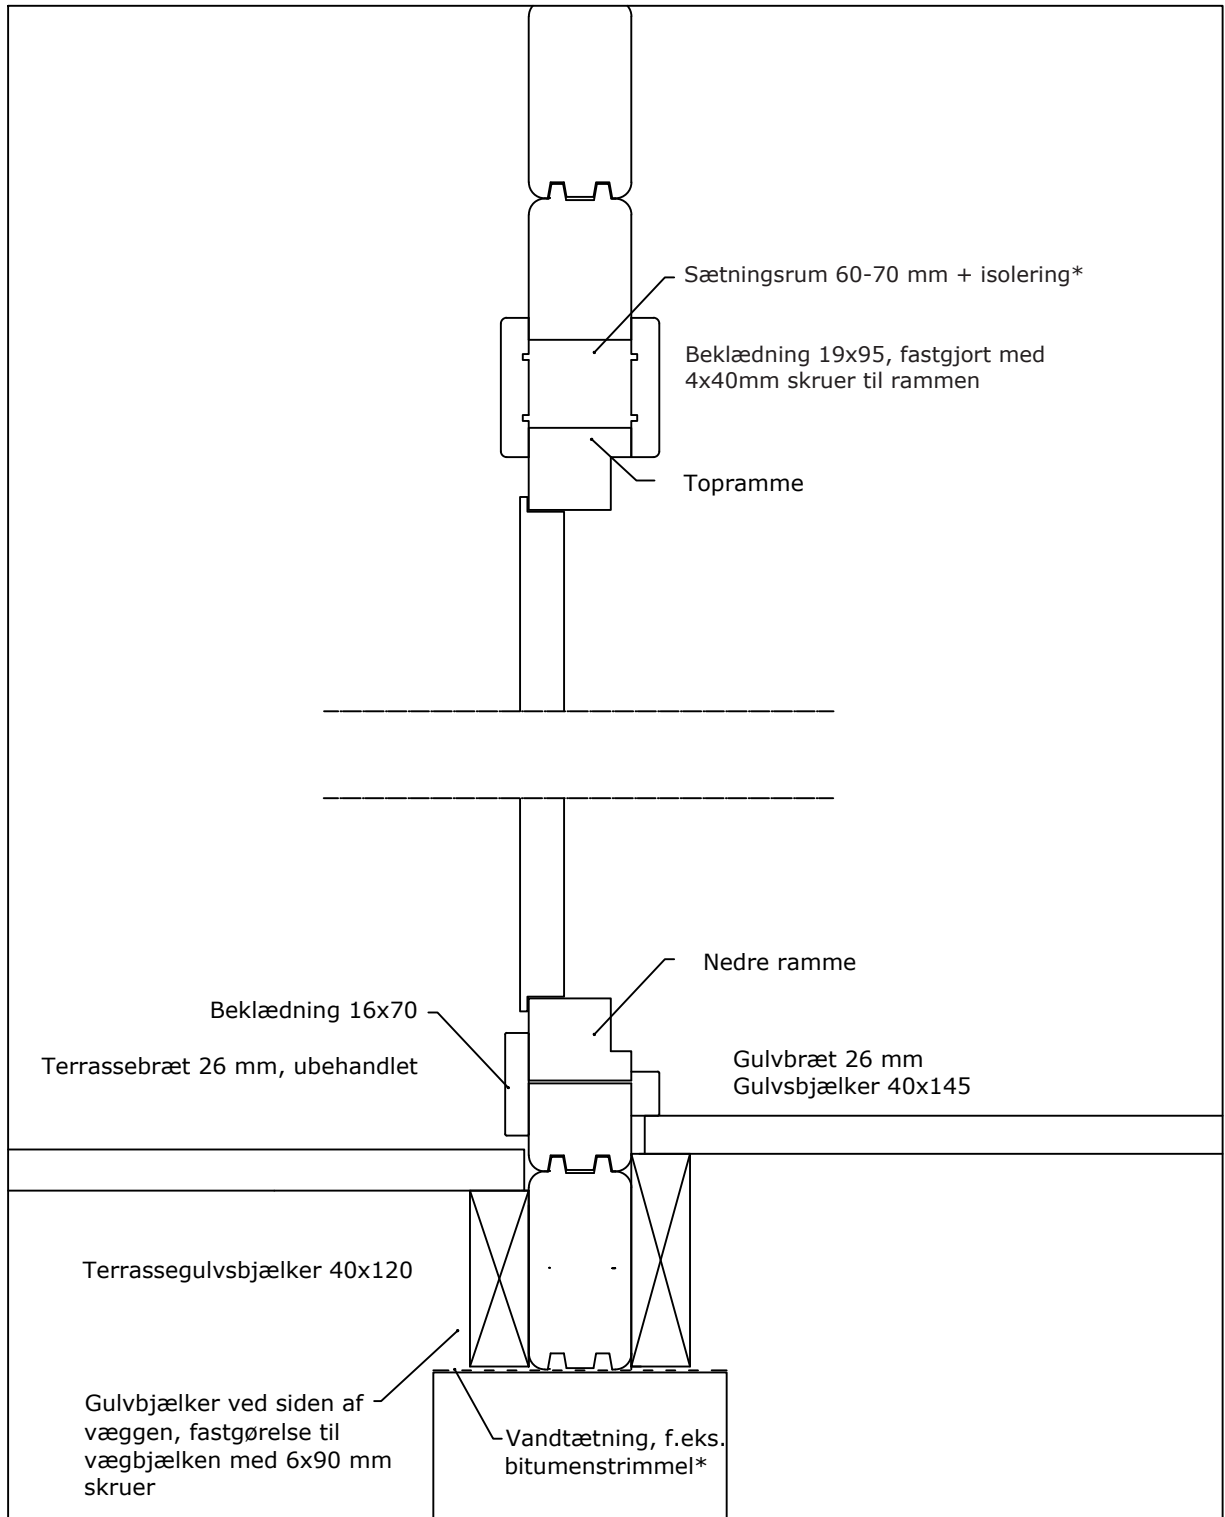 Sætningsrum 60-70 mm + isolering*
Beklædning 19x95, fastgjort med
4x40mm skruer til rammen
Topramme
Nedre ramme
Beklædning 16x70
Terrassebræt 26 mm, ubehandlet
Gulvbræt 26 mm
Gulvsbjælker 40x145
Terrassegulvsbjælker 40x120
Gulvbjælker ved siden af
væggen, fastgørelse til
vægbjælken med 6x90 mm
skruer
Vandtætning, f.eks.
bitumenstrimmel*